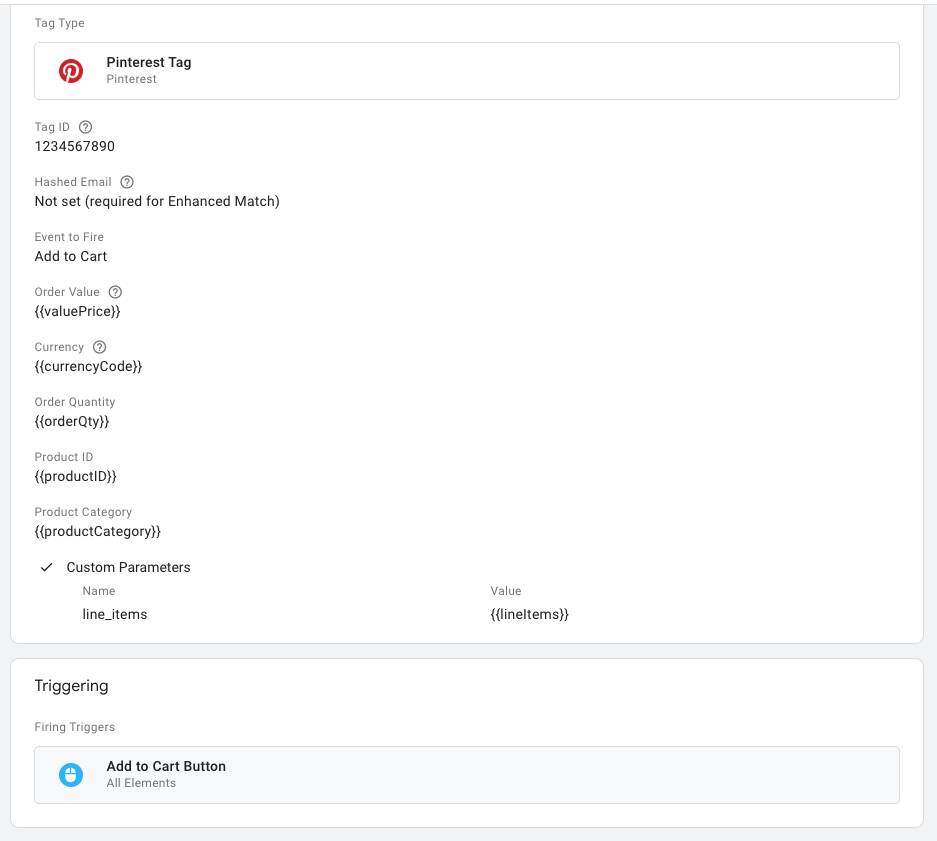 Tag Type
Pinterest Tag
Pinterest
Tag ID
1234567890
Hashed Email
Not set (required for Enhanced Match)
Event to Fire
Add to Cart
Order Value
{{valuePrice}}
Currency
{{currencyCode}}
Order Quantity
{{orderQty}}
Product ID
{{productID}}
Product Category
{{productCategory}}
Custom Parameters
Name Value
line_items {{lineItems}}
Triggering
Firing Triggers
Add to Cart Button
All Elements